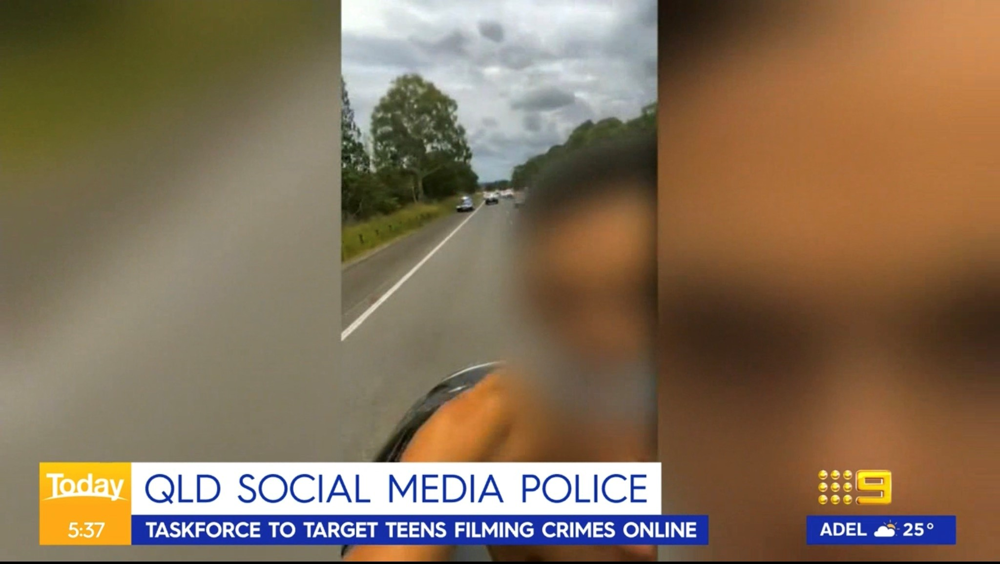 Today
QLD SOCIAL MEDIA POLICE
5:37
TASKFORCE TO TARGET TEENS FILMING CRIMES ONLINE
9
ADEL 25°